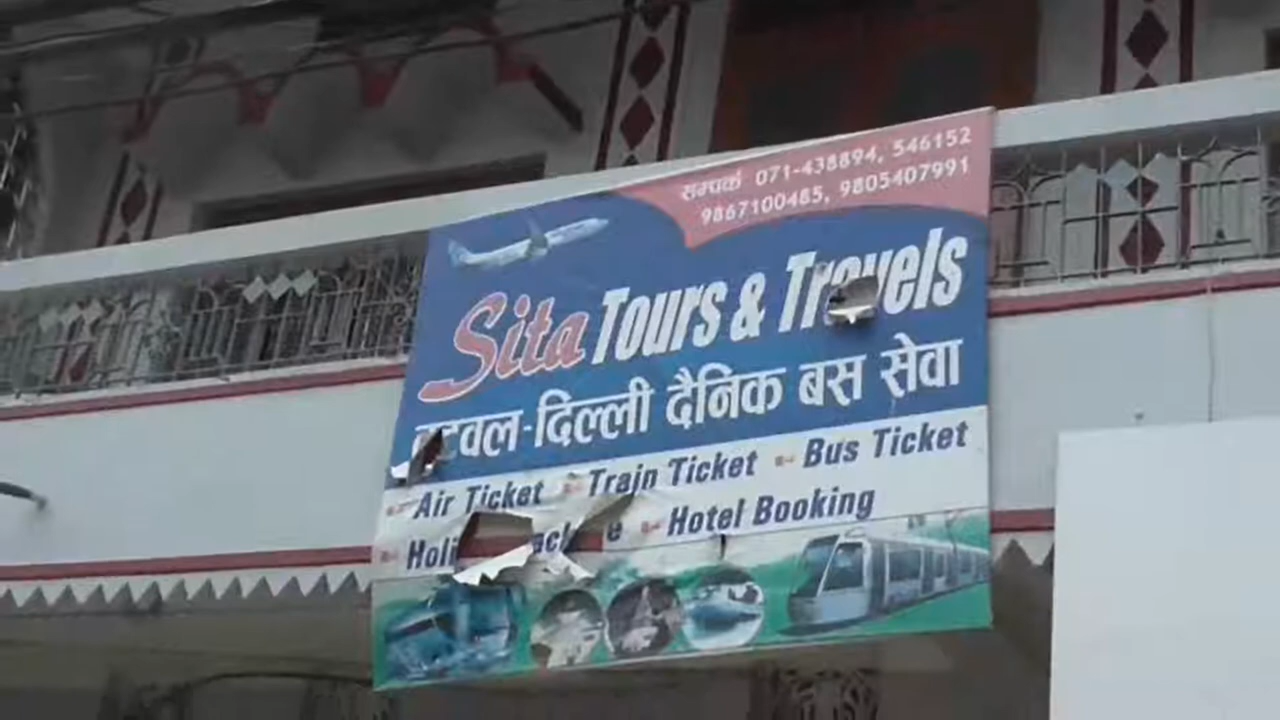 सम्पर्क 071-438894, 546152
9867100485, 9805407991
Sita Tours & Travels
दिल्ली दैनिक बस सेवा
Air Ticket Train Ticket Bus Ticket
Hotel Booking